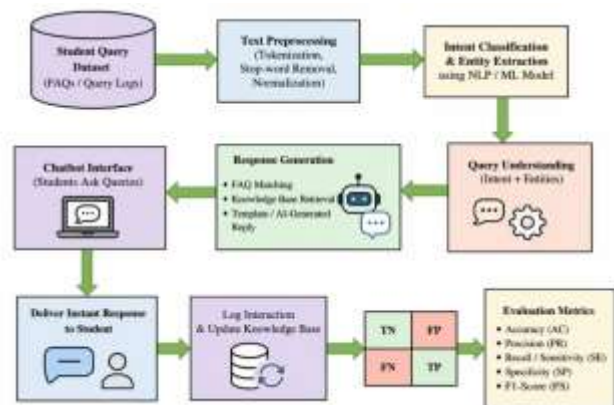 Student Query
Dataset
(FAQs / Query Logs)
Text Preprocessing
(Tokenization,
Stop-word Removal,
Normalization)
Intent Classification
& Entity Extraction
using NLP / ML Model
Chatbot Interface
(Students Ask Queries)
Response Generation
• FAQ Matching
• Knowledge Base Retrieval
• Template / AI-Generated
Reply
Query Understanding
(Intent + Entities)
Deliver Instant Response
to Student
Log Interaction
& Update Knowledge Base
TN FP
FN TP
Evaluation Metrics
• Accuracy (AC)
• Precision (PR)
• Recall / Sensitivity (SE)
• Specificity (SP)
• F1-Score (FS)